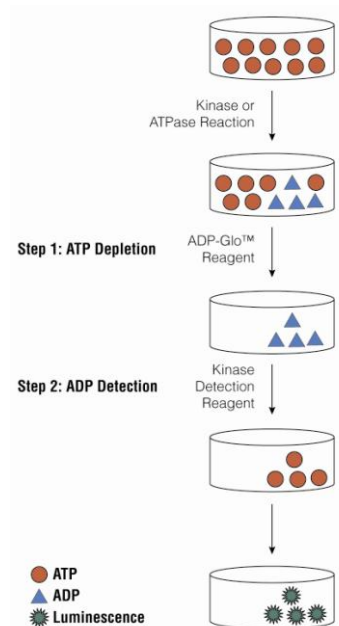 Kinase or
ATPase Reaction
Step 1: ATP Depletion
ADP-Glo™
Reagent
Step 2: ADP Detection
Kinase
Detection
Reagent
ATP
ADP
Luminescence